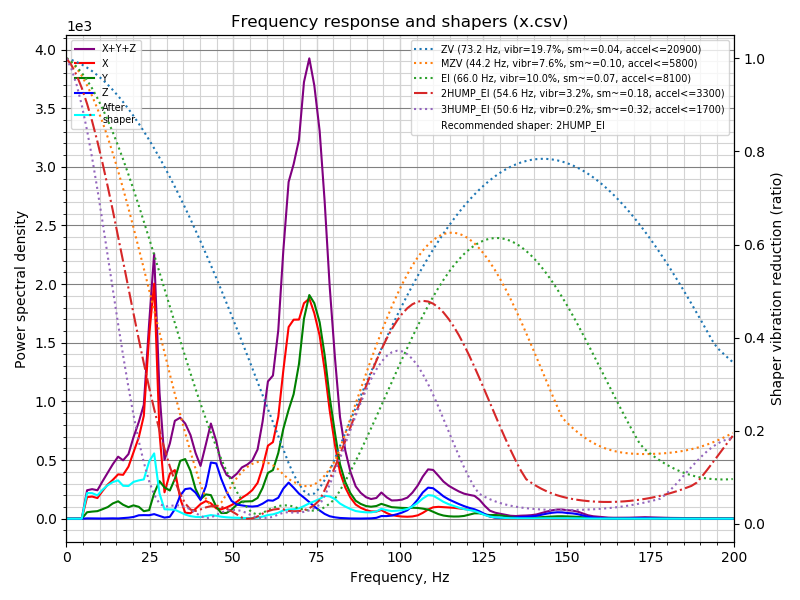 Frequency response and shapers (x.csv)
1e3
X+Y+Z
X
Y
Z
After
shaper
ZV (73.2 Hz, vibr=19.7%, sm~=0.04, accel<=20900)
MZV (44.2 Hz, vibr=7.6%, sm~=0.10, accel<=5800)
EI (66.0 Hz, vibr=10.0%, sm~=0.07, accel<=8100)
2HUMP_EI (54.6 Hz, vibr=3.2%, sm~=0.18, accel<=3300)
3HUMP_EI (50.6 Hz, vibr=0.2%, sm~=0.32, accel<=1700)
Recommended shaper: 2HUMP_EI
Power spectral density
4.0
3.5
3.0
2.5
2.0
1.5
1.0
0.5
0.0
Shaper vibration reduction (ratio)
1.0
0.8
0.6
0.4
0.2
0.0
0 25 50 75 100 125 150 175 200
Frequency, Hz